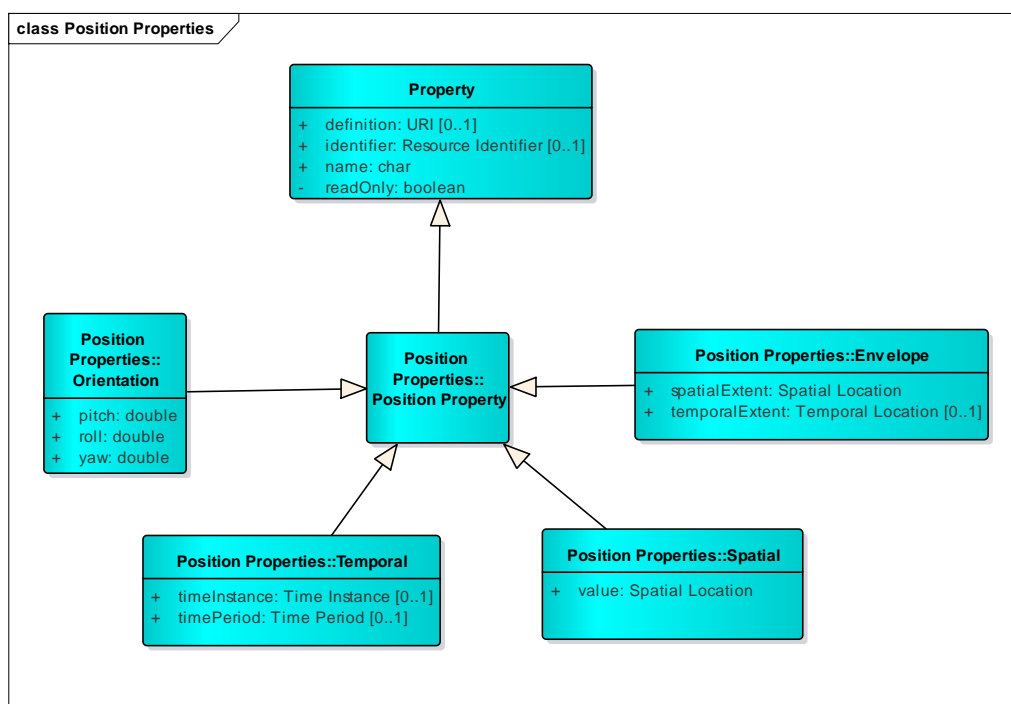 class Position Properties
Property
+ definition: URI [0..1]
+ identifier: Resource Identifier [0..1]
+ name: char
- readOnly: boolean
Position
Properties::
Orientation
+ pitch: double
+ roll: double
+ yaw: double
Position
Properties::
Position Property
Position Properties::Envelope
+ spatialExtent: Spatial Location
+ temporalExtent: Temporal Location [0..1]
Position Properties::Temporal
+ timeInstance: Time Instance [0..1]
+ timePeriod: Time Period [0..1]
Position Properties::Spatial
+ value: Spatial Location